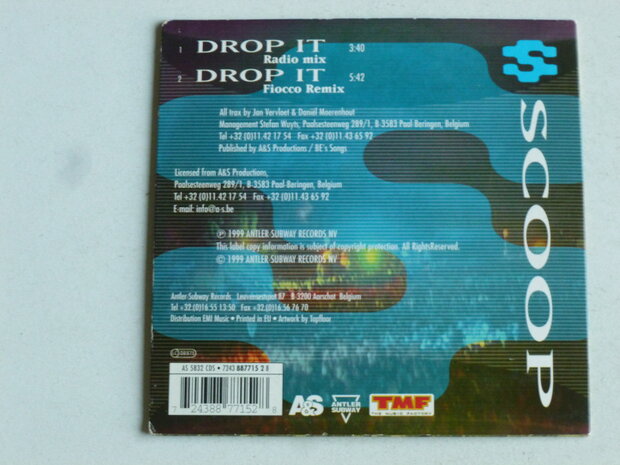 1 DROP IT 3:40
Radio mix
2 DROP IT 5:42
Fiocco Remix
All trax by Jan Vervloet & Daniël Moerenhout
Management Stefan Wuyts, Paalsesteenweg 289/1, B-3583 Paal-Beringen, Belgium
Tel +32 (0)11.42 17 54 Fax +32 (0)11.43 65 92
Published by A&S Productions / BE's Songs
Licensed from A&S Productions,
Paalsesteenweg 289/1, B-3583 Paal-Beringen, Belgium
Tel +32 (0)11.42 17 54 Fax +32 (0)11.43 65 92
E-mail: info@a-s.be
℗ 1999 ANTLER-SUBWAY RECORDS NV
This label copy information is subject of copyright protection. All RightsReserved.
© 1999 ANTLER-SUBWAY RECORDS NV
Antler-Subway Records Leuvensestraat 87 B-3200 Aarschot Belgium
Tel +32 (0)16.55 13 50 Fax +32 (0)16.56 76 70
Distribution EMI Music • Printed in EU • Artwork by Topfloor
AS 5832 CDS • 7243 887715 2 8
7 24388 77152 8
A&S
ANTLER
SUBWAY
TMF
THE MUSIC FACTORY
SCOOP